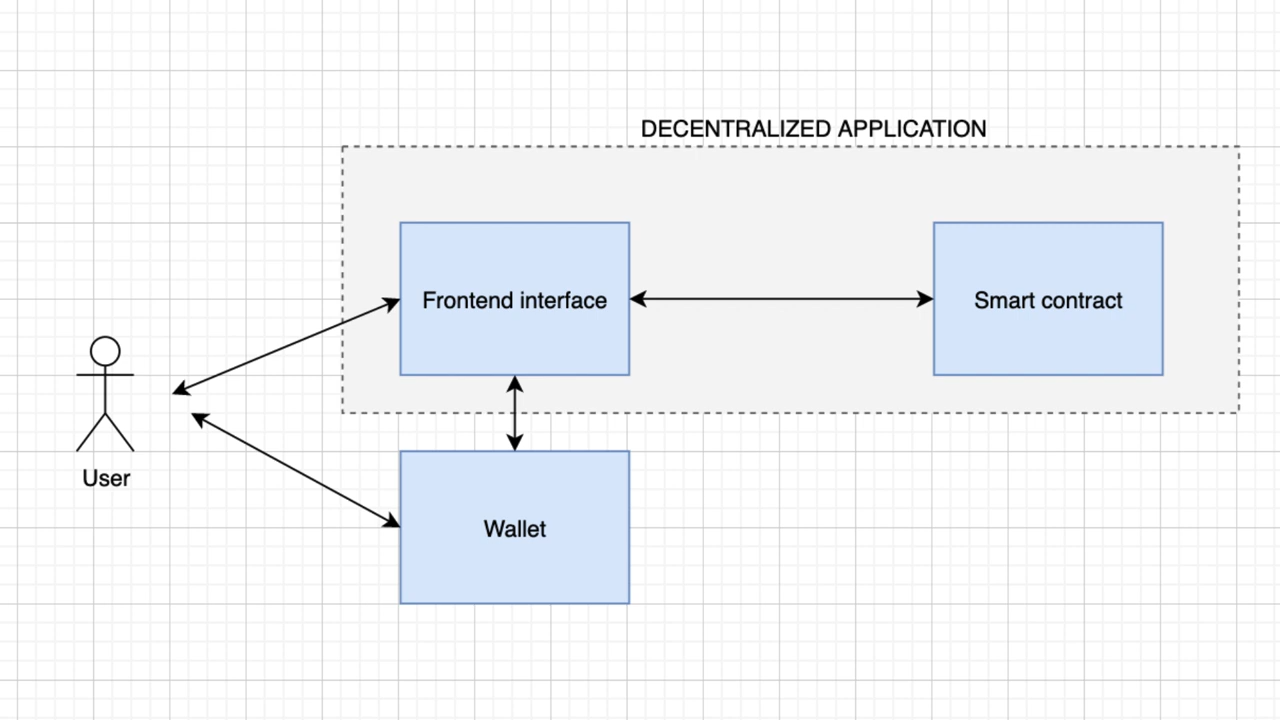 DECENTRALIZED APPLICATION
Frontend interface
Smart contract
User
Wallet